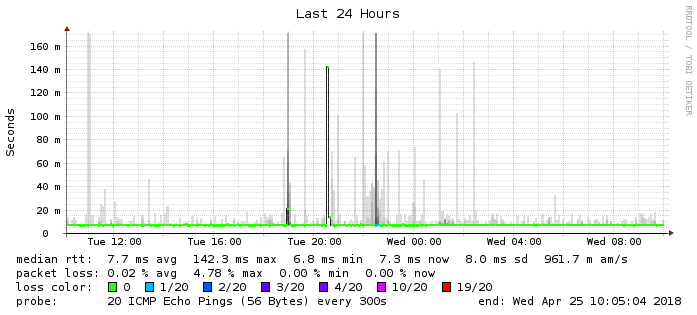 Last 24 Hours
RRDTOOL / TOBI OETIKER
Seconds
160 m
140 m
120 m
100 m
80 m
60 m
40 m
20 m
0
Tue 12:00 Tue 16:00 Tue 20:00 Wed 00:00 Wed 04:00 Wed 08:00
median rtt: 7.7 ms avg 142.3 ms max 6.8 ms min 7.3 ms now 8.0 ms sd 961.7 m am/s
packet loss: 0.02 % avg 4.78 % max 0.00 % min 0.00 % now
loss color: 0 1/20 2/20 3/20 4/20 10/20 19/20
probe: 20 ICMP Echo Pings (56 Bytes) every 300s end: Wed Apr 25 10:05:04 2018